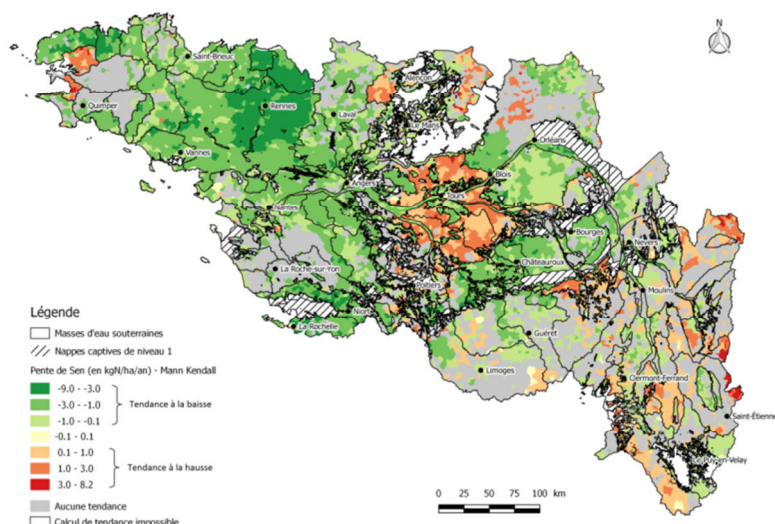 N
Saint-Brieuc
Alençon
Quimper
Rennes
Laval
Le Mans
Vannes
Orléans
Angers
Blois
Tours
Nantes
Bourges
Nevers
Châteauroux
La Roche-sur-Yon
Poitiers
Moulins
Niort
La Rochelle
Guéret
Limoges
Clermont-Ferrand
Saint-Étienne
Le Puy-en-Velay
Légende
Masses d'eau souterraines
Nappes captives de niveau 1
Pente de Sen (en kgN/ha/an) - Mann Kendall
-9.0 - -3.0
-3.0 - -1.0
Tendance à la baisse
-1.0 - -0.1
-0.1 - 0.1
0.1 - 1.0
1.0 - 3.0
Tendance à la hausse
3.0 - 8.2
Aucune tendance
Calcul de tendance impossible
0 25 50 75 100 km